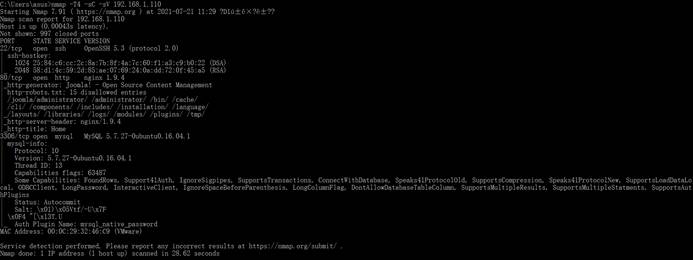 C:\Users\asus>nmap -T4 -sC -sV 192.168.1.110
Starting Nmap 7.91 ( https://nmap.org ) at 2021-07-21 11:29
Nmap scan report for 192.168.1.110
Host is up (0.00043s latency).
Not shown: 997 closed ports
PORT STATE SERVICE VERSION
22/tcp open ssh OpenSSH 5.3 (protocol 2.0)
| ssh-hostkey:
| 1024 25:84:c6:cc:2c:8a:7b:8f:4a:7c:60:f1:a3:c9:b0:22 (DSA)
|_ 2048 58:d1:4c:59:2d:85:ae:07:69:24:0a:dd:72:0f:45:a5 (RSA)
80/tcp open http nginx 1.9.4
|_http-generator: Joomla! - Open Source Content Management
| http-robots.txt: 15 disallowed entries
| /joomla/administrator/ /administrator/ /bin/ /cache/
| /cli/ /components/ /includes/ /installation/ /language/
|_/layouts/ /libraries/ /logs/ /modules/ /plugins/ /tmp/
|_http-server-header: nginx/1.9.4
|_http-title: Home
3306/tcp open mysql MySQL 5.7.27-0ubuntu0.16.04.1
| mysql-info:
| Protocol: 10
| Version: 5.7.27-0ubuntu0.16.04.1
| Thread ID: 13
| Capabilities flags: 63487
| Some Capabilities: FoundRows, Support41Auth, IgnoreSigpipes, SupportsTransactions, ConnectWithDatabase, Speaks41ProtocolOld, SupportsCompression, Speaks41ProtocolNew, SupportsLoadDataLo
cal, ODBCClient, LongPassword, InteractiveClient, IgnoreSpaceBeforeParenthesis, LongColumnFlag, DontAllowDatabaseTableColumn, SupportsMultipleResults, SupportsMultipleStatments, SupportsAut
hPlugins
| Status: Autocommit
| Salt:
|_ Auth Plugin Name: mysql_native_password
MAC Address: 00:0C:29:32:46:C9 (VMware)
Service detection performed. Please report any incorrect results at https://nmap.org/submit/ .
Nmap done: 1 IP address (1 host up) scanned in 28.62 seconds